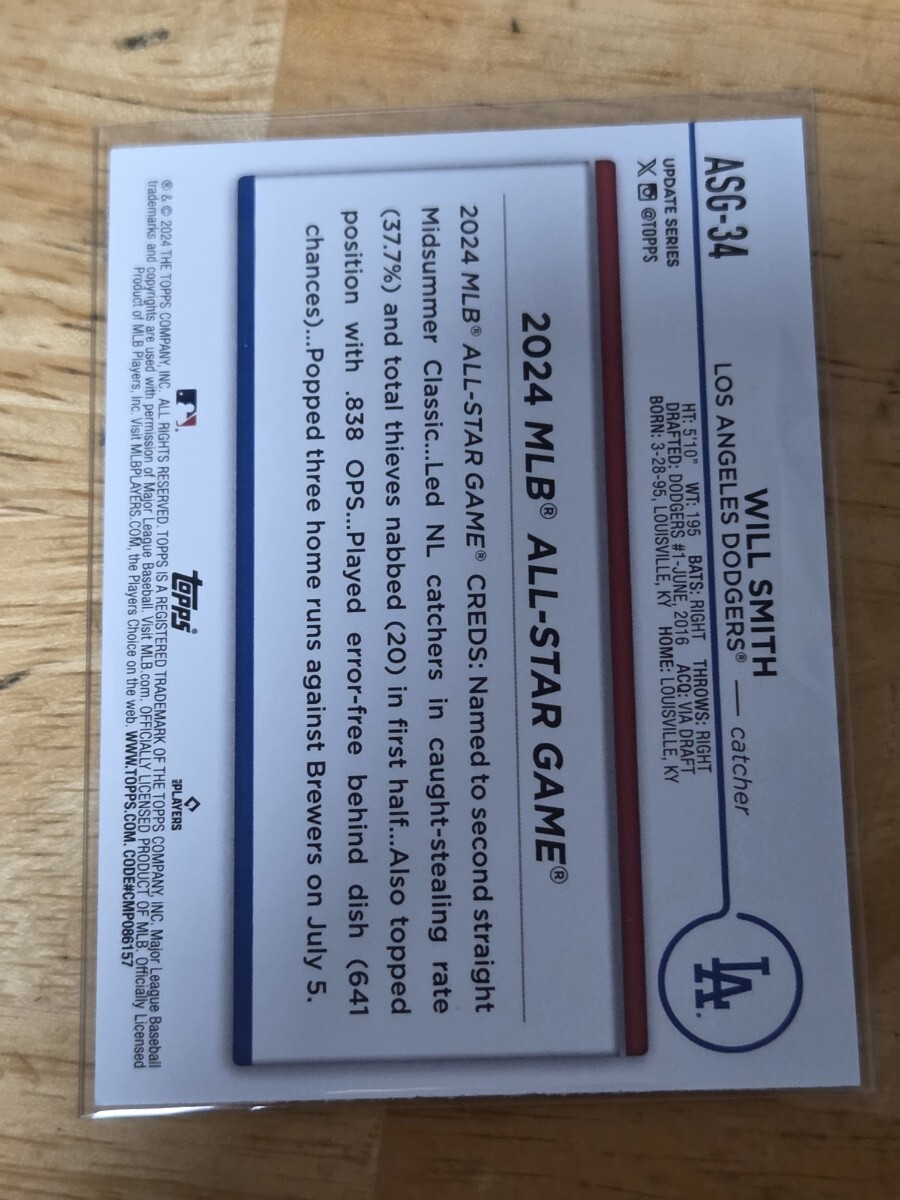 ASG-34
WILL SMITH
LOS ANGELES DODGERS® — catcher
LA
UPDATE SERIES
X @TOPPS
HT: 5'10" WT: 195 BATS: RIGHT THROWS: RIGHT
DRAFTED: DODGERS #1-JUNE, 2016 ACQ: VIA DRAFT
BORN: 3-28-95, LOUISVILLE, KY HOME: LOUISVILLE, KY
2024 MLB® ALL-STAR GAME®
2024 MLB® ALL-STAR GAME® CREDS: Named to second straight
Midsummer Classic...Led NL catchers in caught-stealing rate
(37.7%) and total thieves nabbed (20) in first half...Also topped
position with .838 OPS...Played error-free behind dish (641
chances)...Popped three home runs against Brewers on July 5.
topps®
PLAYERS
® & © 2024 THE TOPPS COMPANY, INC. ALL RIGHTS RESERVED. TOPPS IS A REGISTERED TRADEMARK OF THE TOPPS COMPANY, INC. Major League Baseball
trademarks and copyrights are used with permission of Major League Baseball. Visit MLB.com. OFFICIALLY LICENSED PRODUCT OF MLB. Officially Licensed
Product of MLB Players, Inc. Visit MLBPLAYERS.COM, the Players Choice on the web. WWW.TOPPS.COM. CODE#CMP086157